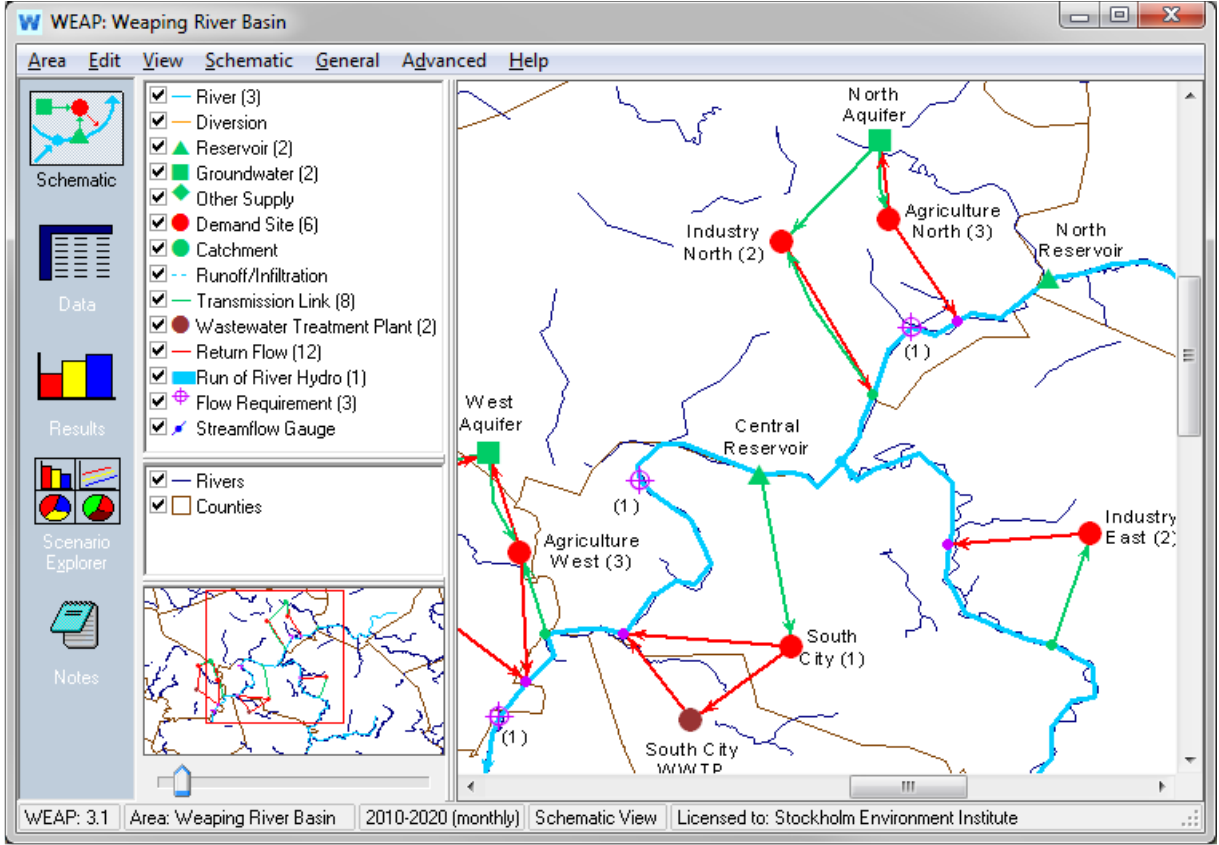 WEAP: Weaping River Basin
Area Edit View Schematic General Advanced Help
Schematic
Data
Results
Scenario
Explorer
Notes
River (3)
Diversion
Reservoir (2)
Groundwater (2)
Other Supply
Demand Site (6)
Catchment
Runoff/Infiltration
Transmission Link (8)
Wastewater Treatment Plant (2)
Return Flow (12)
Run of River Hydro (1)
Flow Requirement (3)
Streamflow Gauge
Rivers
Counties
North
Aquifer
Agriculture
North (3)
Industry
North (2)
North
Reservoir
(1)
West
Aquifer
Central
Reservoir
(1)
Industry
East (2)
Agriculture
West (3)
South
City (1)
(1)
South City
WWTP
WEAP: 3.1 Area: Weaping River Basin 2010-2020 (monthly) Schematic View Licensed to: Stockholm Environment Institute